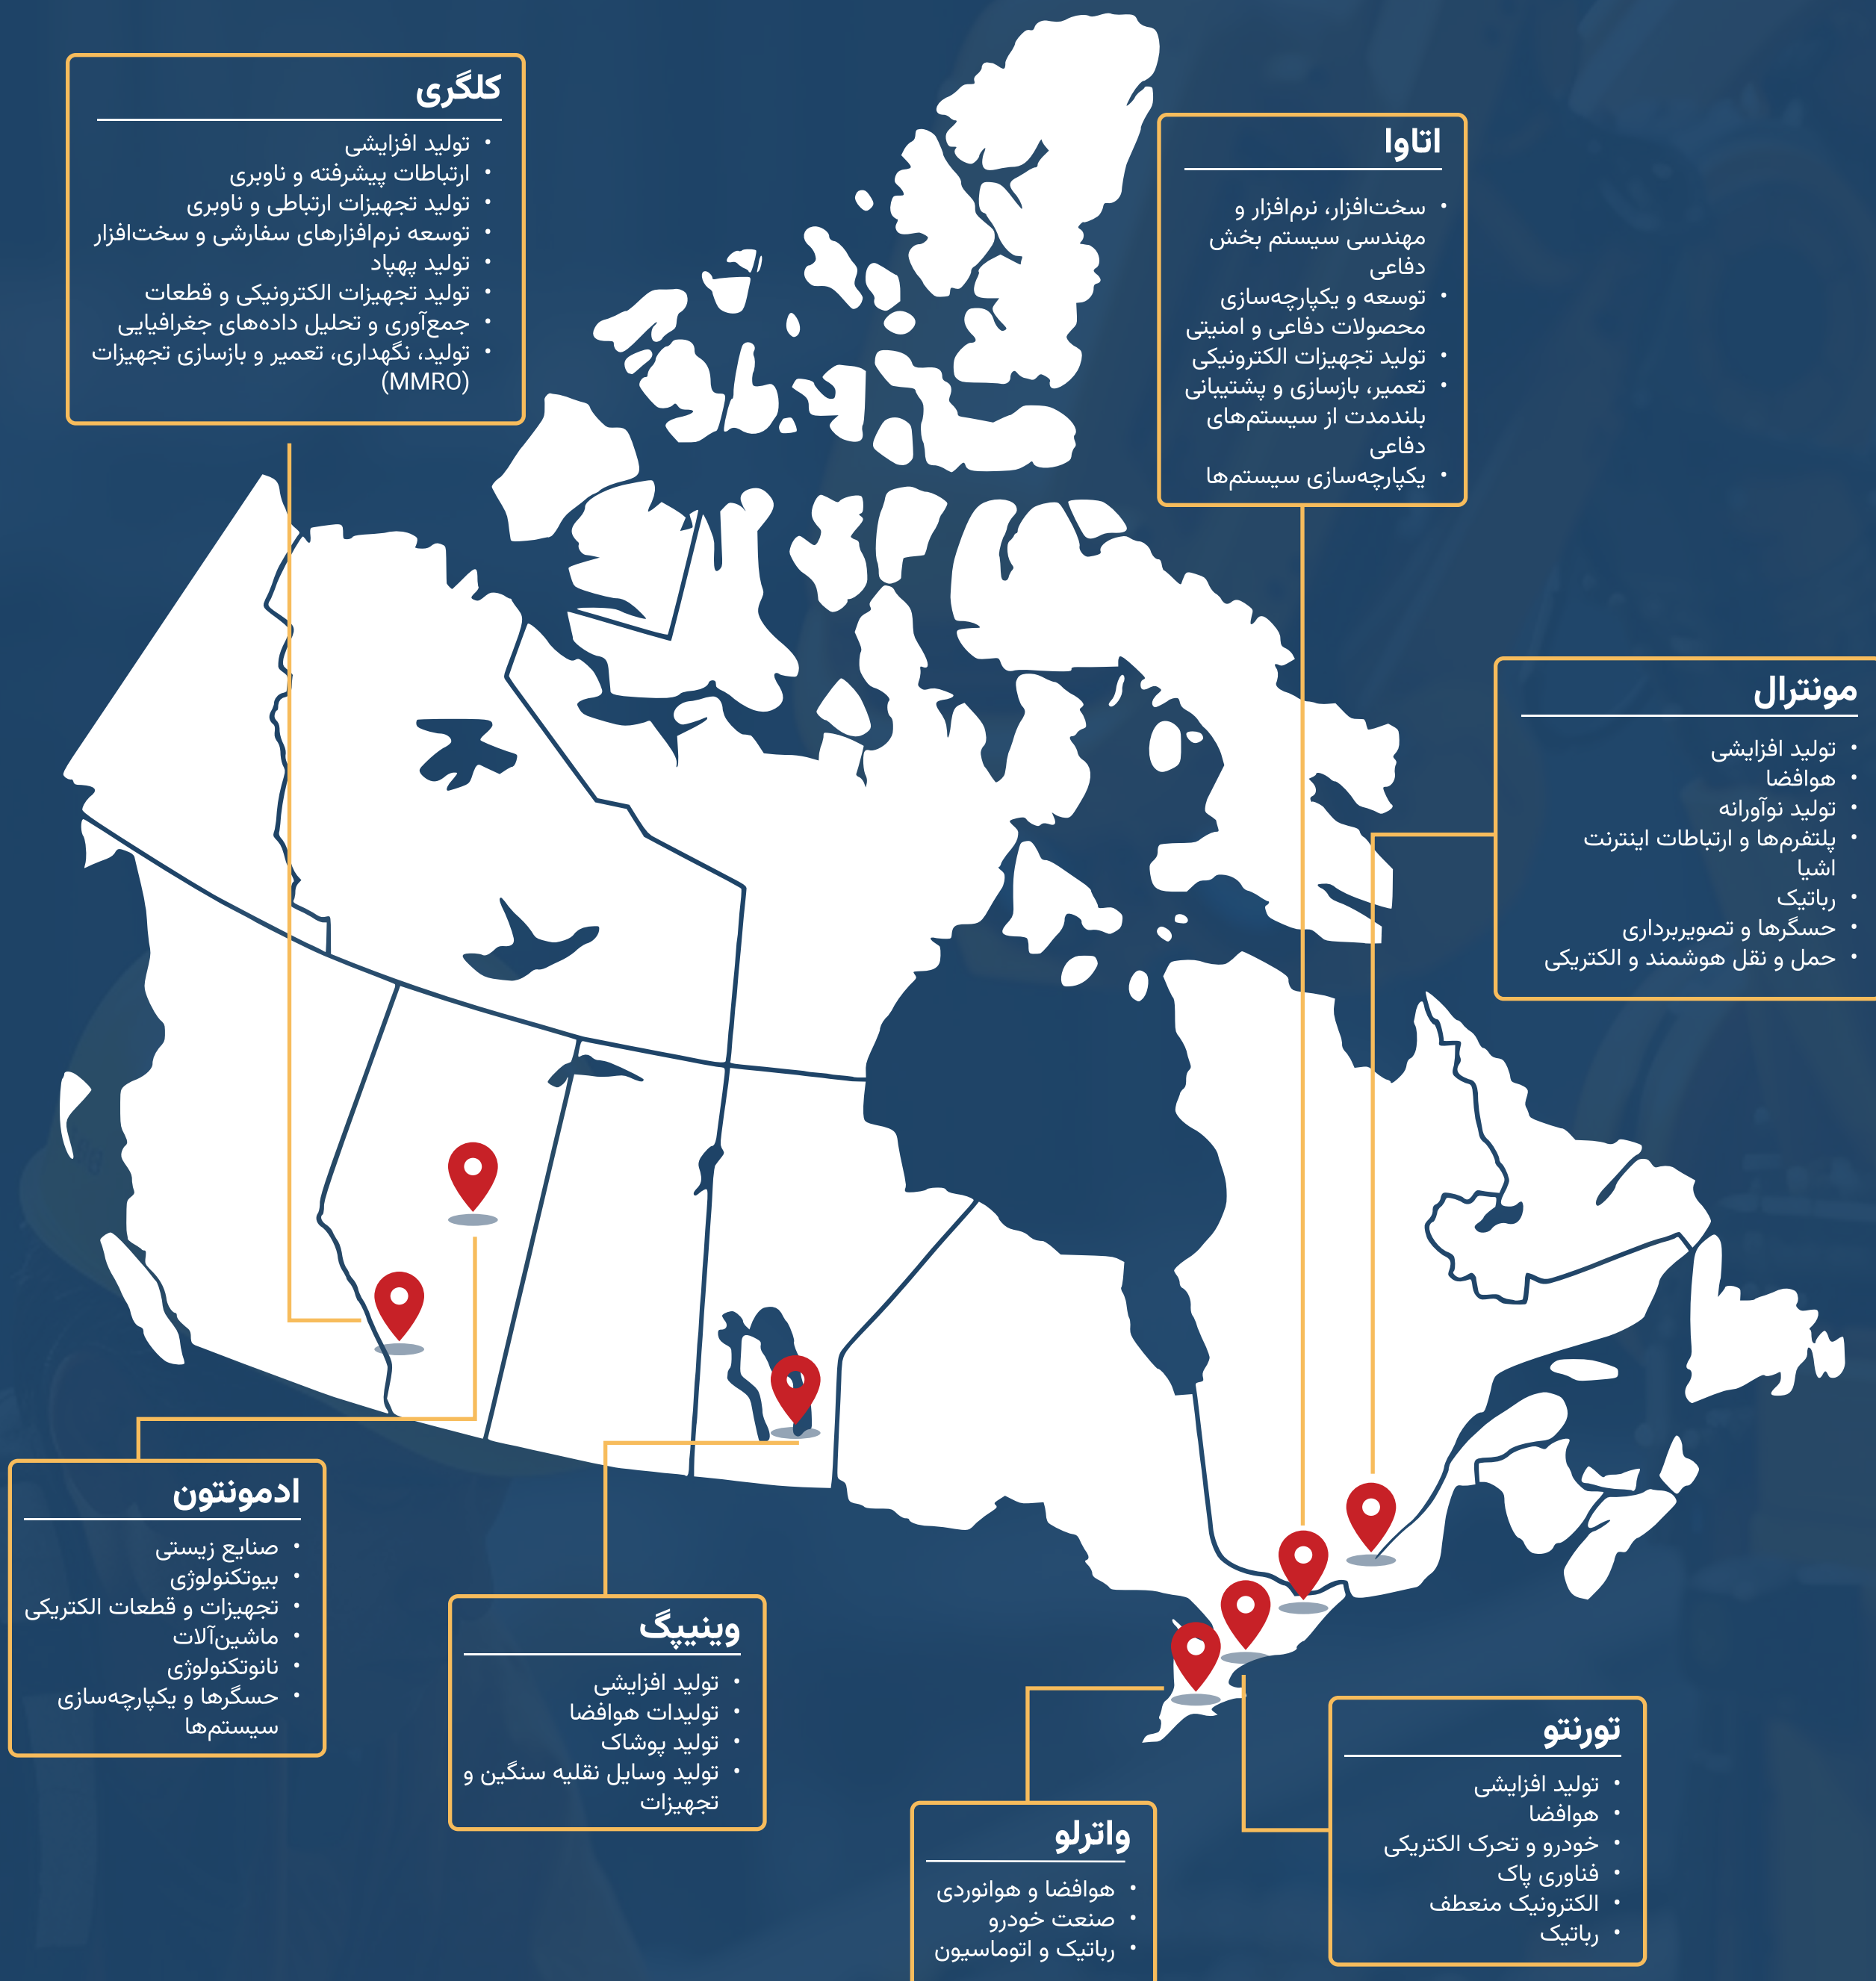 کلگری
• تولید افزایشی
• ارتباطات پیشرفته و ناوبری
• تولید تجهیزات ارتباطی و ناوبری
• توسعه نرم‌افزارهای سفارشی و سخت‌افزار
• تولید پهپاد
• تولید تجهیزات الکترونیکی و قطعات
• جمع‌آوری و تحلیل داده‌های جغرافیایی
• تولید، نگهداری، تعمیر و بازسازی تجهیزات
(MMRO)
اتاوا
• سخت‌افزار، نرم‌افزار و
مهندسی سیستم بخش
دفاعی
• توسعه و یکپارچه‌سازی
محصولات دفاعی و امنیتی
• تولید تجهیزات الکترونیکی
• تعمیر، بازسازی و پشتیبانی
بلندمدت از سیستم‌های
دفاعی
• یکپارچه‌سازی سیستم‌ها
مونترال
• تولید افزایشی
• هوافضا
• تولید نوآورانه
• پلتفرم‌ها و ارتباطات اینترنت
اشیا
• رباتیک
• حسگرها و تصویربرداری
• حمل و نقل هوشمند و الکتریکی
ادمونتون
• صنایع زیستی
• بیوتکنولوژی
• تجهیزات و قطعات الکتریکی
• ماشین‌آلات
• نانوتکنولوژی
• حسگرها و یکپارچه‌سازی
سیستم‌ها
وینیپگ
• تولید افزایشی
• تولیدات هوافضا
• تولید پوشاک
• تولید وسایل نقلیه سنگین و
تجهیزات
واترلو
• هوافضا و هوانوردی
• صنعت خودرو
• رباتیک و اتوماسیون
تورنتو
• تولید افزایشی
• هوافضا
• خودرو و تحرک الکتریکی
• فناوری پاک
• الکترونیک منعطف
• رباتیک